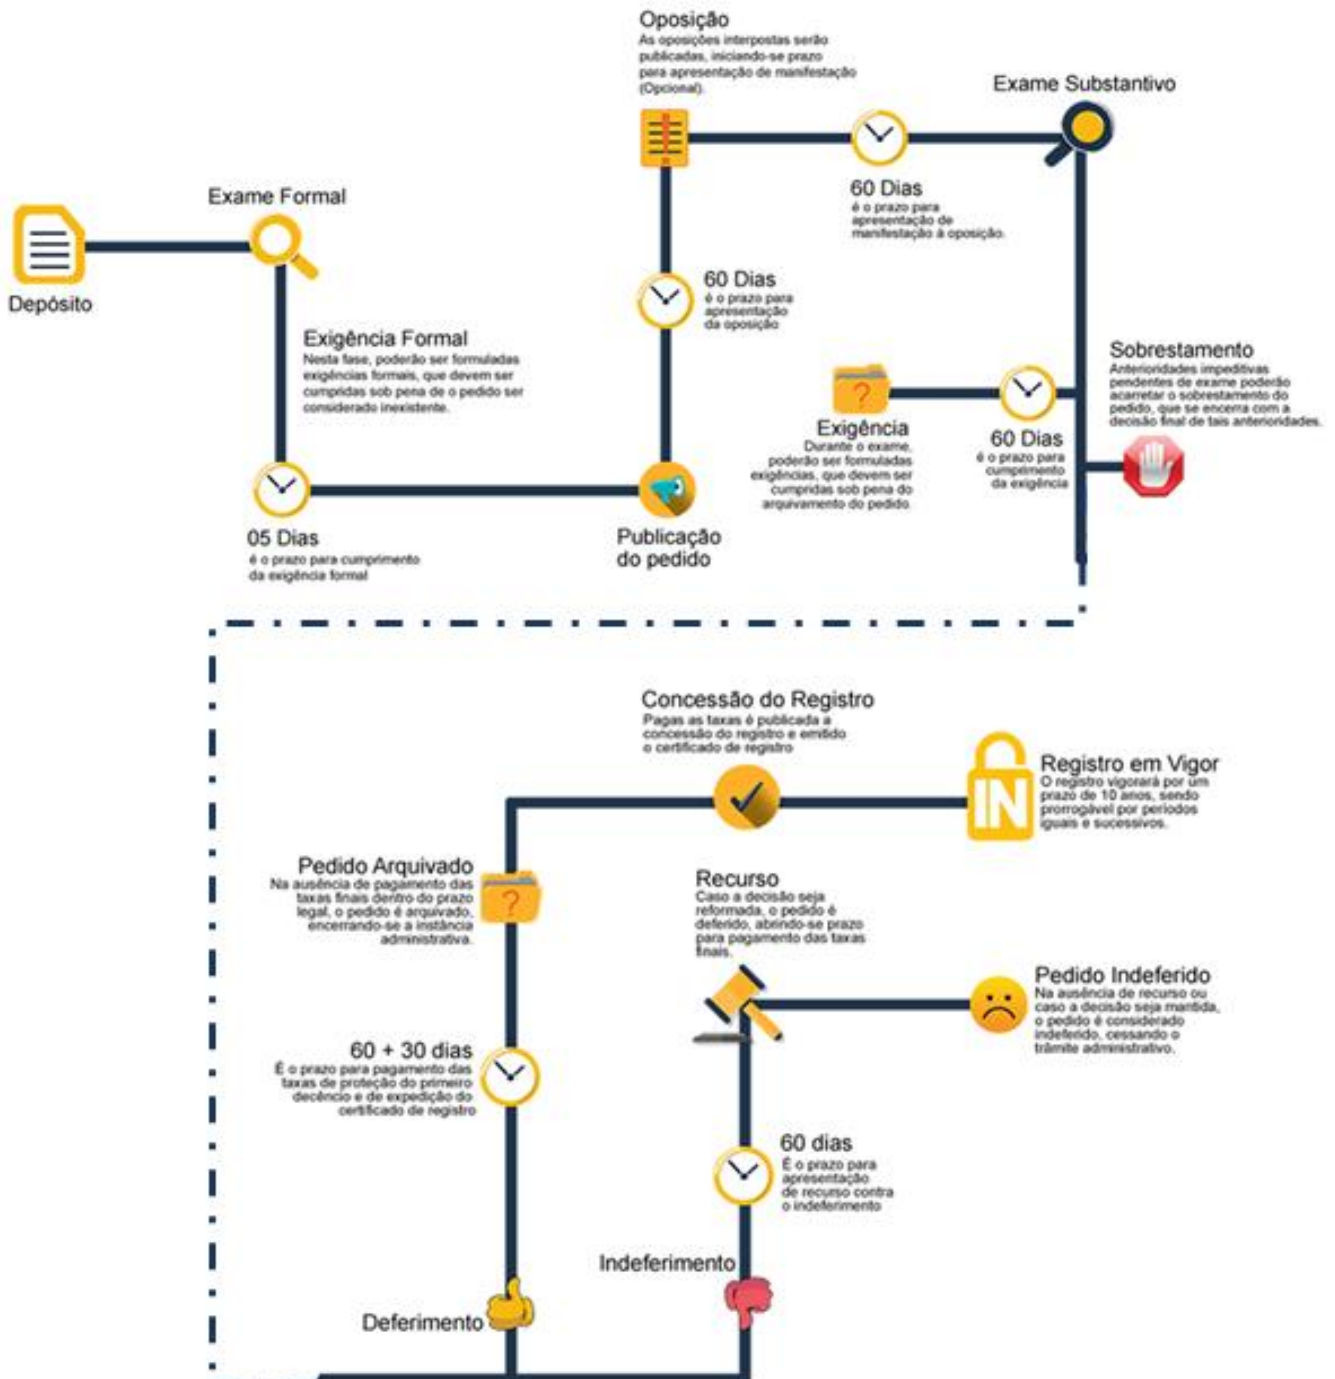 Oposição
As oposições interpostas serão
publicadas, iniciando-se prazo
para apresentação de manifestação
(Opcional).
Exame Substantivo
60 Dias
é o prazo para
apresentação de
manifestação à oposição.
Exame Formal
Depósito
60 Dias
é o prazo para
apresentação
da oposição
Exigência Formal
Nesta fase, poderão ser formuladas
exigências formais, que devem ser
cumpridas sob pena de o pedido ser
considerado inexistente.
Sobrestamento
Anterioridades impeditivas
pendentes de exame poderão
acarretar o sobrestamento do
pedido, que se encerra com a
decisão final de tais anterioridades.
?
Exigência
Durante o exame,
poderão ser formuladas
exigências, que devem ser
cumpridas sob pena do
arquivamento do pedido.
60 Dias
é o prazo para
cumprimento
da exigência
05 Dias
é o prazo para cumprimento
da exigência formal
Publicação
do pedido
Concessão do Registro
Pagas as taxas é publicada a
concessão do registro e emitido
o certificado de registro
IN
Registro em Vigor
O registro vigorará por um
prazo de 10 anos, sendo
prorrogável por períodos
iguais e sucessivos.
Pedido Arquivado
Na ausência de pagamento das
taxas finais dentro do prazo
legal, o pedido é arquivado,
encerrando-se a instância
administrativa.
?
Recurso
Caso a decisão seja
reformada, o pedido é
deferido, abrindo-se prazo
para pagamento das taxas
finais.
Pedido Indeferido
Na ausência de recurso ou
caso a decisão seja mantida,
o pedido é considerado
indeferido, cessando o
trâmite administrativo.
60 + 30 dias
É o prazo para pagamento das
taxas de proteção do primeiro
decêncio e de expedição do
certificado de registro
60 dias
É o prazo para
apresentação
de recurso contra
o indeferimento
Indeferimento
Deferimento